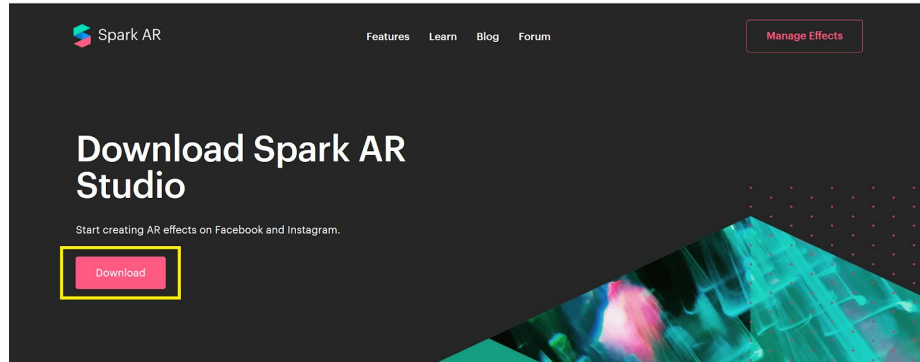 Spark AR
Features Learn Blog Forum
Manage Effects
Download Spark AR
Studio
Start creating AR effects on Facebook and Instagram.
Download